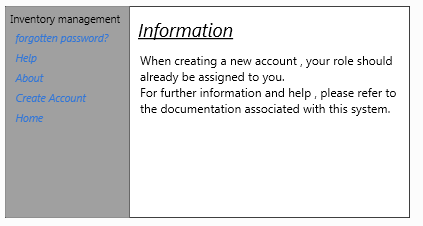 Inventory management
forgotten password?
Help
About
Create Account
Home
Information
When creating a new account , your role should
already be assigned to you.
For further information and help , please refer to
the documentation associated with this system.